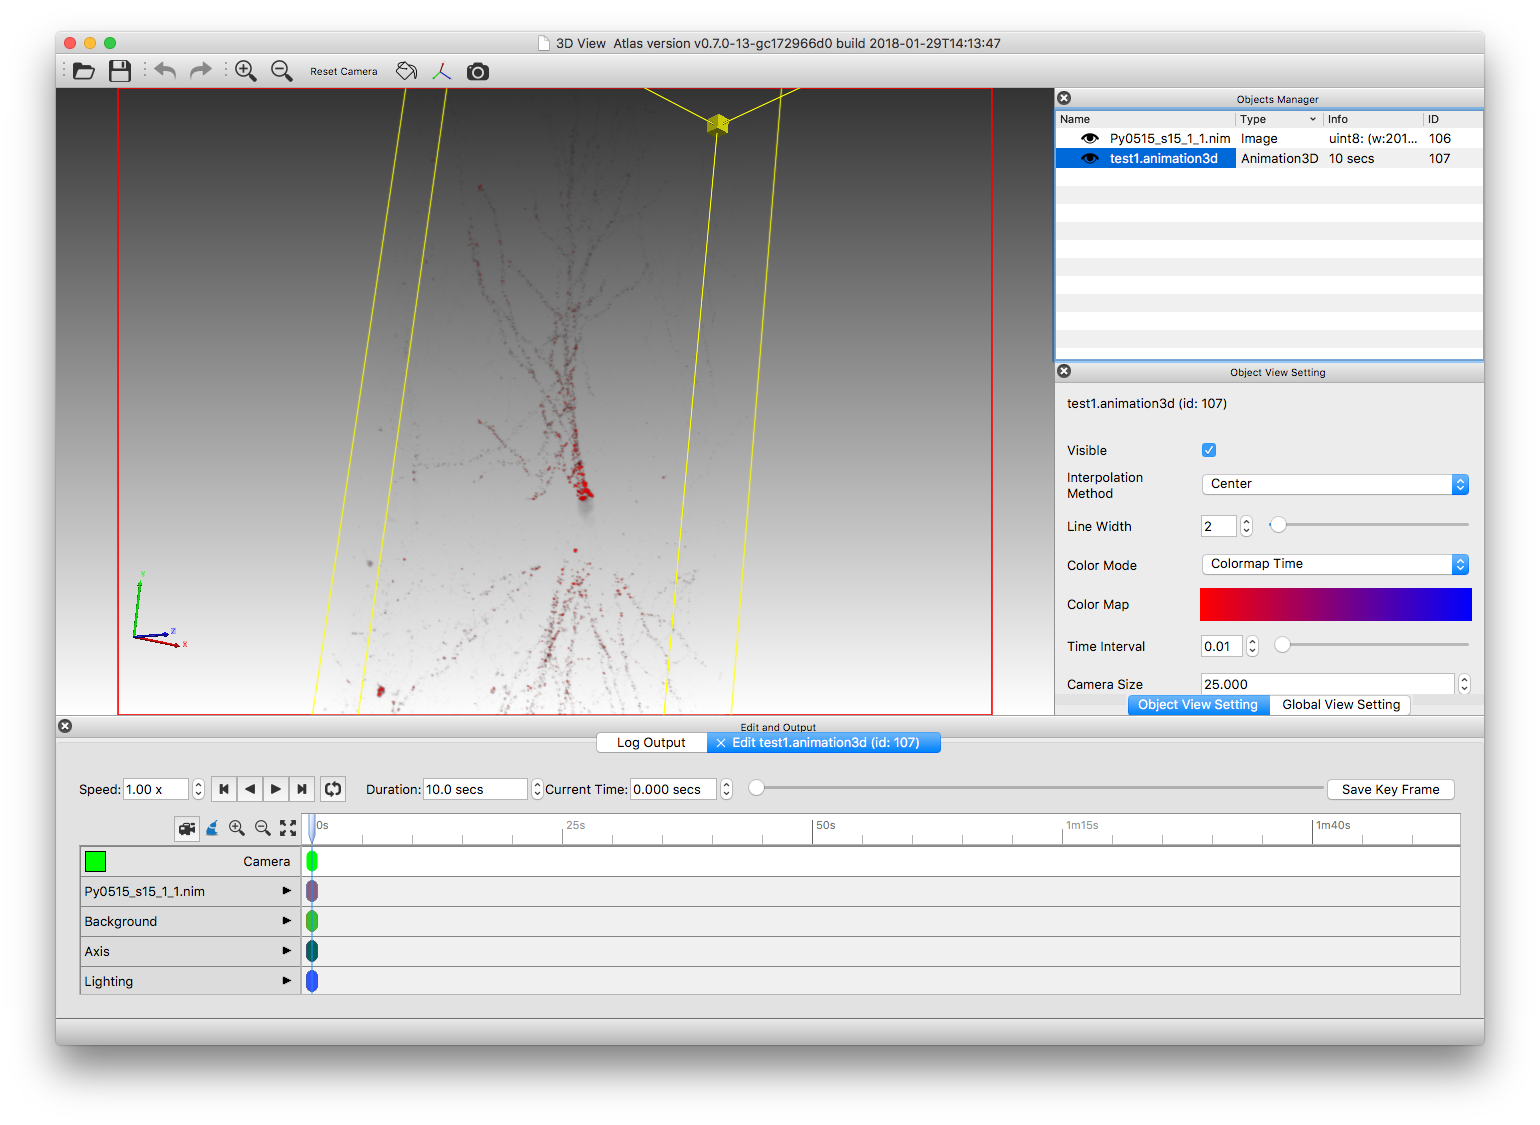 3D View Atlas version v0.7.0-13-gc172966d0 build 2018-01-29T14:13:47
Reset Camera
Objects Manager
Name Type Info ID
Py0515_s15_1_1.nim Image uint8: (w:201... 106
test1.animation3d Animation3D 10 secs 107
Object View Setting
test1.animation3d (id: 107)
Visible
Interpolation Method Center
Line Width 2
Color Mode Colormap Time
Color Map
Time Interval 0.01
Camera Size 25.000
Object View Setting Global View Setting
Y
Z
X
Edit and Output
Log Output Edit test1.animation3d (id: 107)
Speed: 1.00 x Duration: 10.0 secs Current Time: 0.000 secs Save Key Frame
0s 25s 50s 1m15s 1m40s
Camera
Py0515_s15_1_1.nim
Background
Axis
Lighting